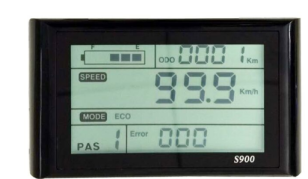 F E
ODO 0001 Km
SPEED 99.9 Km/h
MODE ECO
PAS 1 Error 000
S900